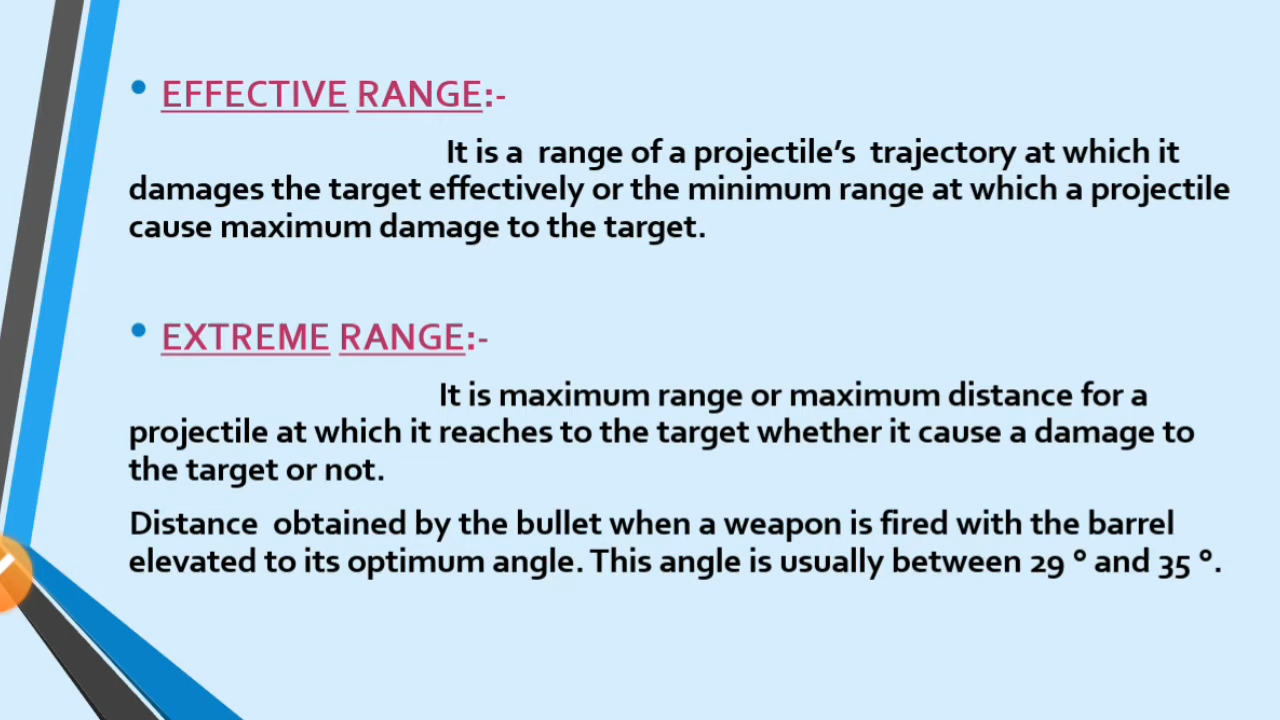 • EFFECTIVE RANGE:-
It is a range of a projectile’s trajectory at which it
damages the target effectively or the minimum range at which a projectile
cause maximum damage to the target.
• EXTREME RANGE:-
It is maximum range or maximum distance for a
projectile at which it reaches to the target whether it cause a damage to
the target or not.
Distance obtained by the bullet when a weapon is fired with the barrel
elevated to its optimum angle. This angle is usually between 29 ° and 35 °.